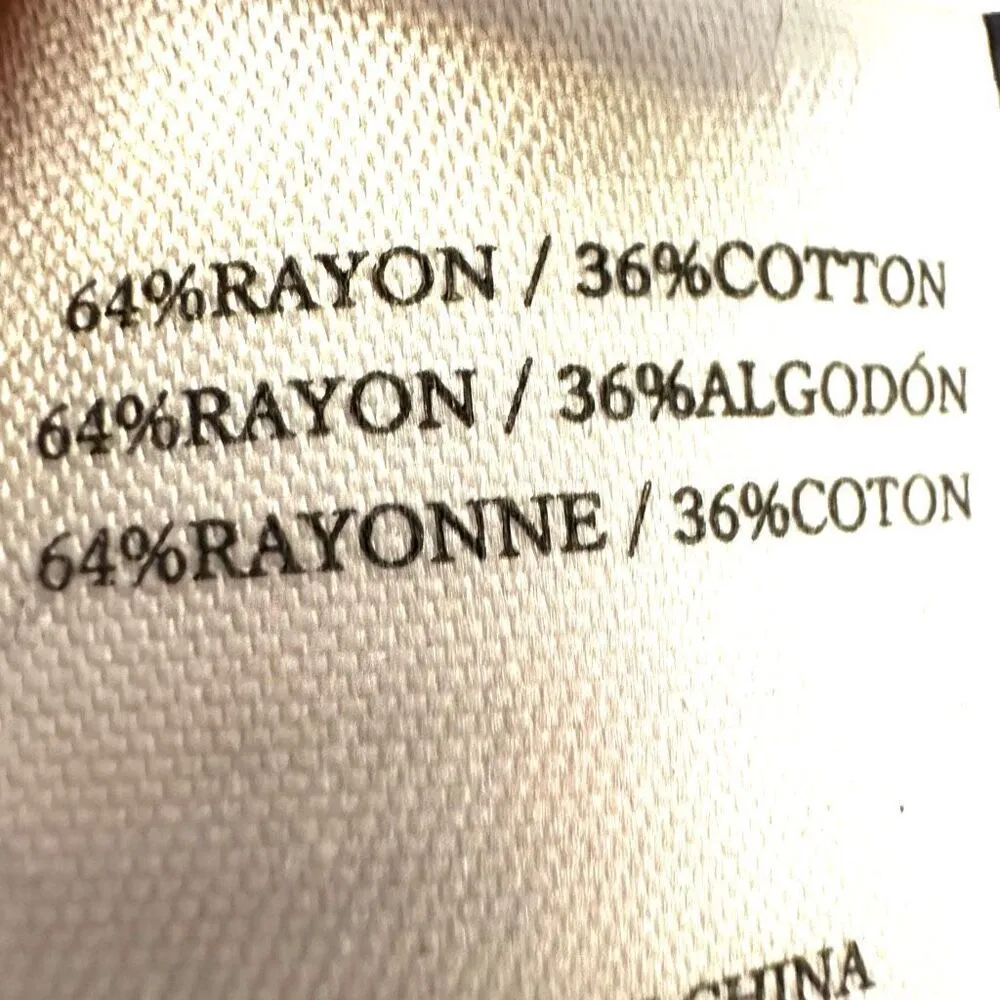 64%RAYON / 36%COTTON
64%RAYON / 36%ALGODÓN
64%RAYONNE / 36%COTON
CHINA